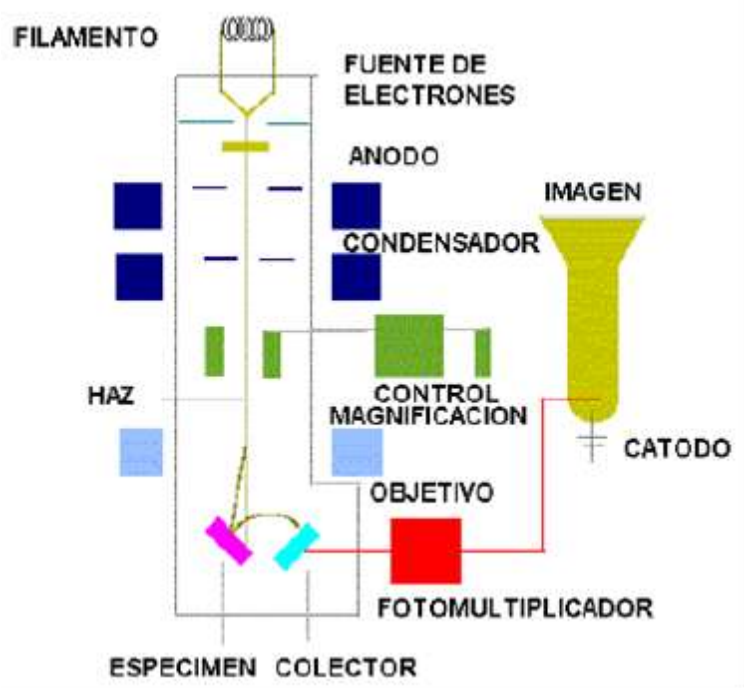 FILAMENTO
FUENTE DE
ELECTRONES
ANODO
IMAGEN
CONDENSADOR
CONTROL
MAGNIFICACION
HAZ
CATODO
OBJETIVO
FOTOMULTIPLICADOR
ESPECIMEN
COLECTOR